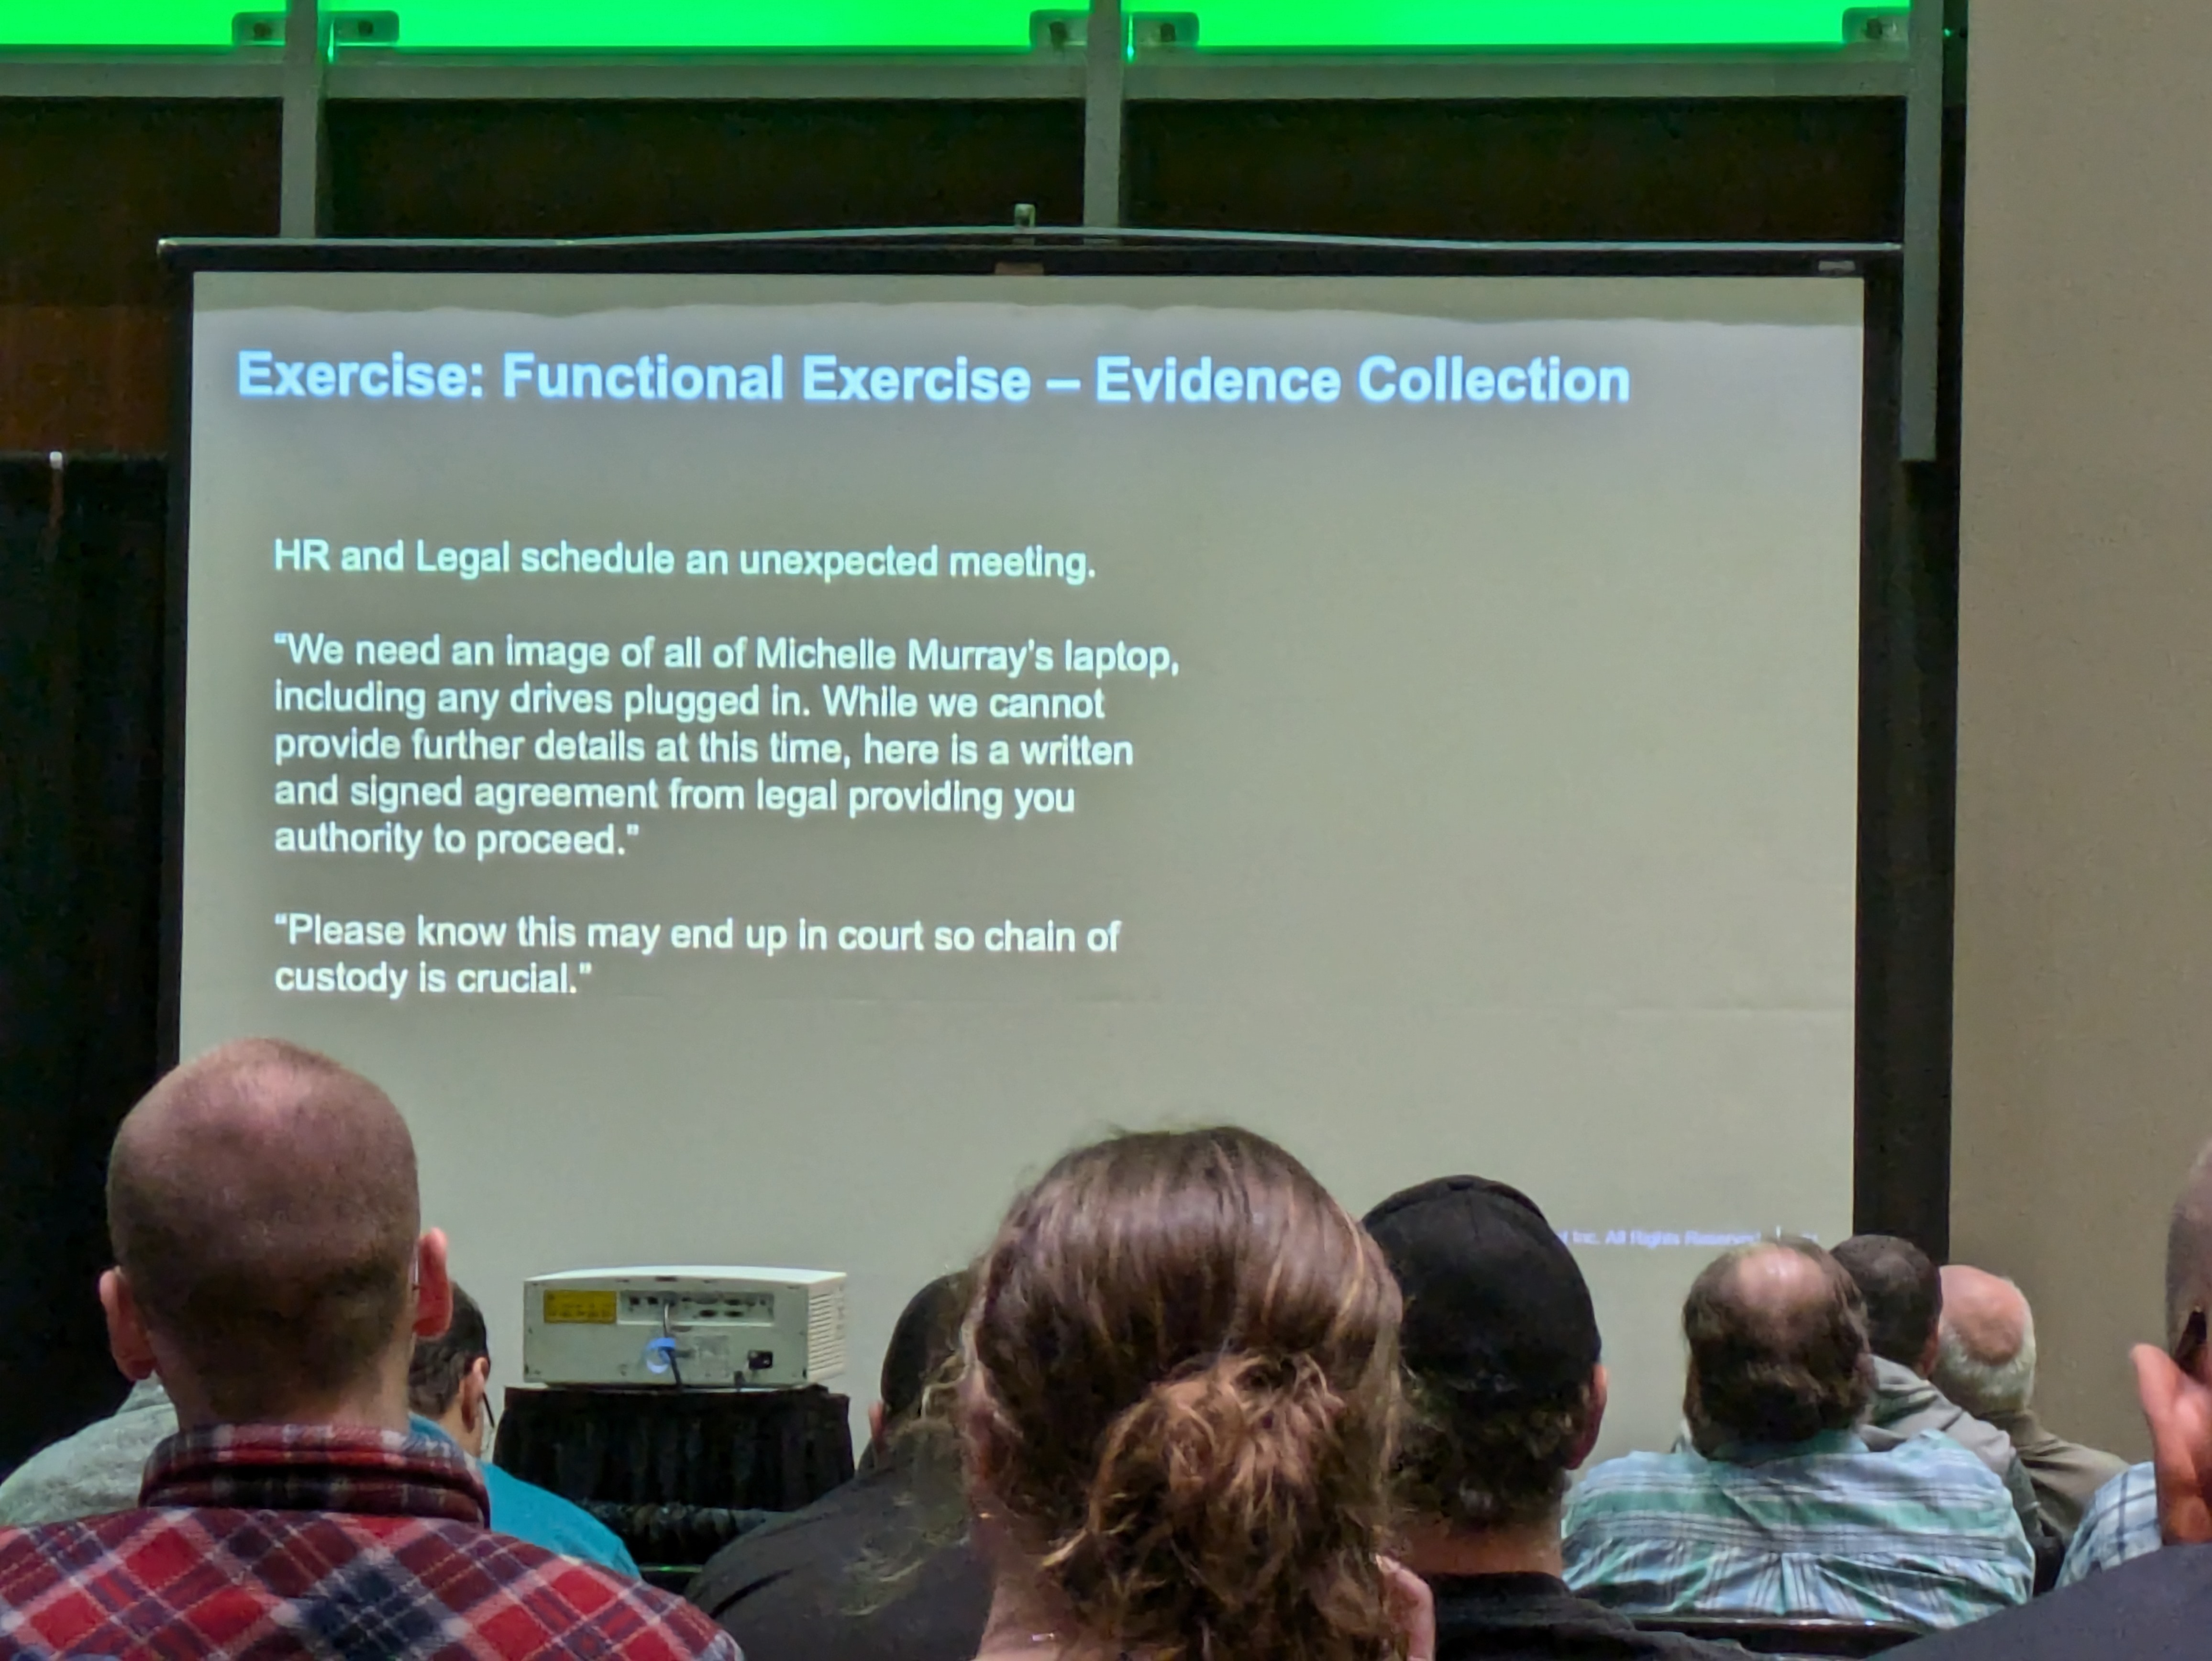 Exercise: Functional Exercise – Evidence Collection
HR and Legal schedule an unexpected meeting.
“We need an image of all of Michelle Murray’s laptop,
including any drives plugged in. While we cannot
provide further details at this time, here is a written
and signed agreement from legal providing you
authority to proceed.”
“Please know this may end up in court so chain of
custody is crucial.”
Inc. All Rights Reserved